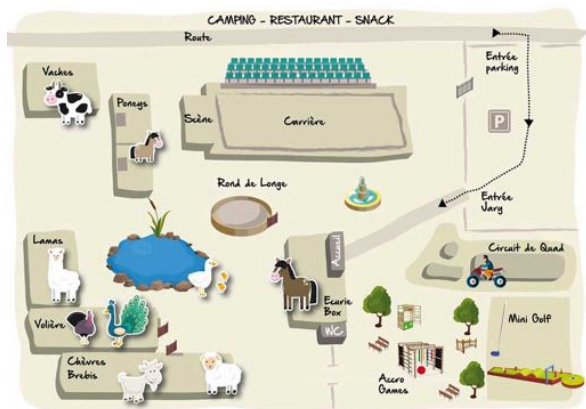 CAMPING - RESTAURANT - SNACK
Route
Vaches
Poneys
Scène
Carrière
Entrée
parking
P
Rond de Longe
Entrée
Jary
Lamas
Accueil
Circuit de Quad
Ecurie
Box
Volière
WC
Mini Golf
Chèvres
Brebis
Accro
Games